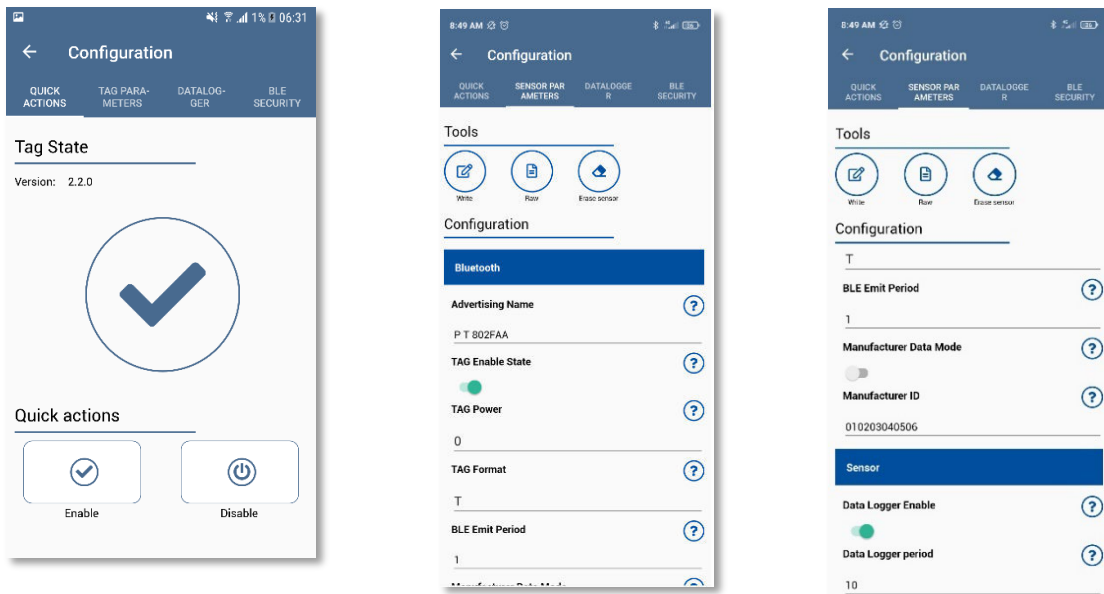 1% 06:31
Configuration
QUICK ACTIONS
TAG PARA-METERS
DATALOG-GER
BLE SECURITY
Tag State
Version: 2.2.0
Quick actions
Enable
Disable
8:49 AM
Configuration
QUICK ACTIONS
SENSOR PAR AMETERS
DATALOGGE R
BLE SECURITY
Tools
Write
Raw
Erase sensor
Configuration
Bluetooth
Advertising Name
P T 802FAA
TAG Enable State
TAG Power
0
TAG Format
T
BLE Emit Period
1
Manufacturer Data Mode
8:49 AM
Configuration
QUICK ACTIONS
SENSOR PAR AMETERS
DATALOGGE R
BLE SECURITY
Tools
Write
Raw
Erase sensor
Configuration
T
BLE Emit Period
1
Manufacturer Data Mode
Manufacturer ID
010203040506
Sensor
Data Logger Enable
Data Logger period
10